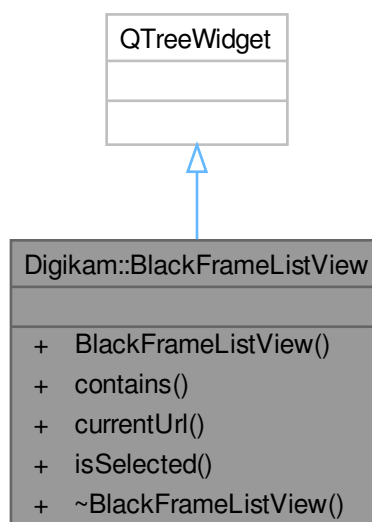 QTreeWidget
Digikam::BlackFrameListView
+ BlackFrameListView()
+ contains()
+ currentUrl()
+ isSelected()
+ ~BlackFrameListView()